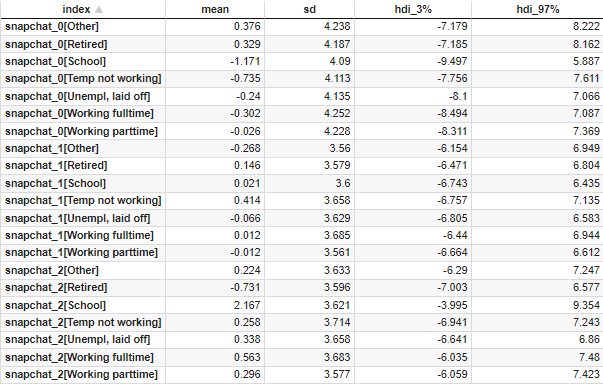 index ▲ mean sd hdi_3% hdi_97%
snapchat_0[Other] 0.376 4.238 -7.179 8.222
snapchat_0[Retired] 0.329 4.187 -7.185 8.162
snapchat_0[School] -1.171 4.09 -9.497 5.887
snapchat_0[Temp not working] -0.735 4.113 -7.756 7.611
snapchat_0[Unempl, laid off] -0.24 4.135 -8.1 7.066
snapchat_0[Working fulltime] -0.302 4.252 -8.494 7.087
snapchat_0[Working parttime] -0.026 4.228 -8.311 7.369
snapchat_1[Other] -0.268 3.56 -6.154 6.949
snapchat_1[Retired] 0.146 3.579 -6.471 6.804
snapchat_1[School] 0.021 3.6 -6.743 6.435
snapchat_1[Temp not working] 0.414 3.658 -6.757 7.135
snapchat_1[Unempl, laid off] -0.066 3.629 -6.805 6.583
snapchat_1[Working fulltime] 0.012 3.685 -6.44 6.944
snapchat_1[Working parttime] -0.012 3.561 -6.664 6.612
snapchat_2[Other] 0.224 3.633 -6.29 7.247
snapchat_2[Retired] -0.731 3.596 -7.003 6.577
snapchat_2[School] 2.167 3.621 -3.995 9.354
snapchat_2[Temp not working] 0.258 3.714 -6.941 7.243
snapchat_2[Unempl, laid off] 0.338 3.658 -6.641 6.86
snapchat_2[Working fulltime] 0.563 3.683 -6.035 7.48
snapchat_2[Working parttime] 0.296 3.577 -6.059 7.423